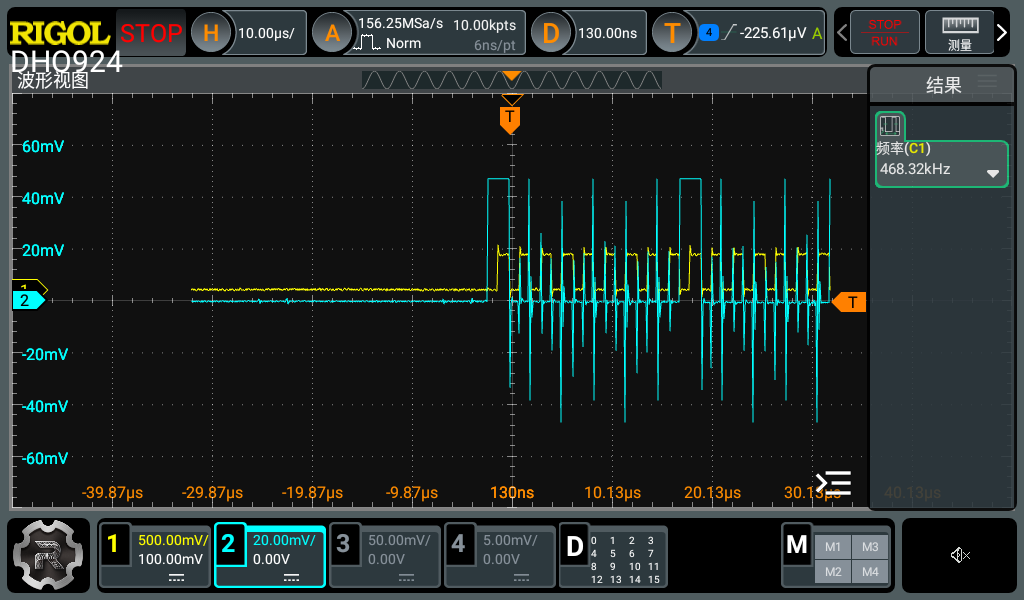 RIGOL STOP H 10.00μs/ A 156.25MSa/s 10.00kpts D 130.00ns T 4 -225.61μV A STOP
Norm 6ns/pt RUN 测量
DHO924
波形视图
结果
T
频率(C1)
468.32kHz
60mV
40mV
20mV
1
2
T
-20mV
-40mV
-60mV
-39.87μs -29.87μs -19.87μs -9.87μs 130ns 10.13μs 20.13μs 30.13μs 40.13μs
1 500.00mV/ 2 20.00mV/ 3 50.00mV/ 4 5.00mV/ D 0 1 2 3 M M1 M3
100.00mV 0.00V 0.00V 0.00V 4 5 6 7 M2 M4
8 9 10 11
12 13 14 15
R